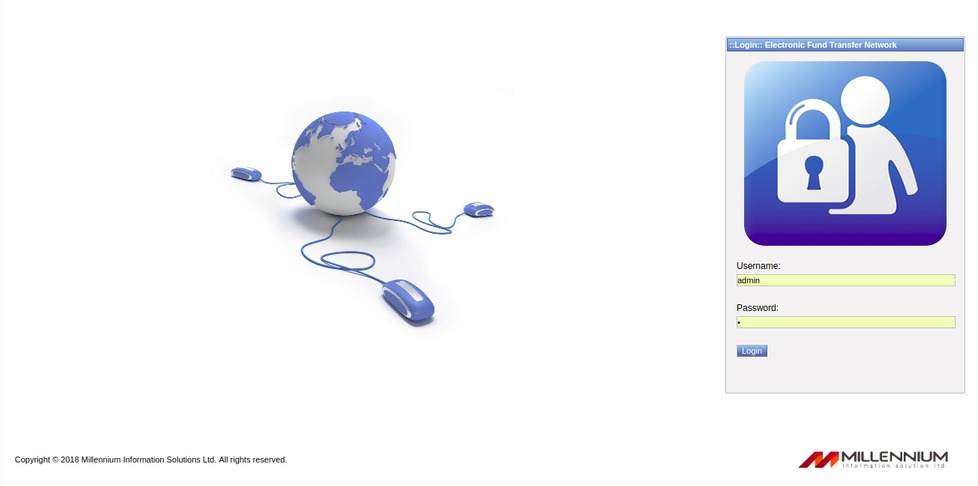 ::Login:: Electronic Fund Transfer Network
Username:
admin
Password:
•
Login
Copyright © 2018 Millennium Information Solutions Ltd. All rights reserved.
MILLENNIUM
information solution ltd.